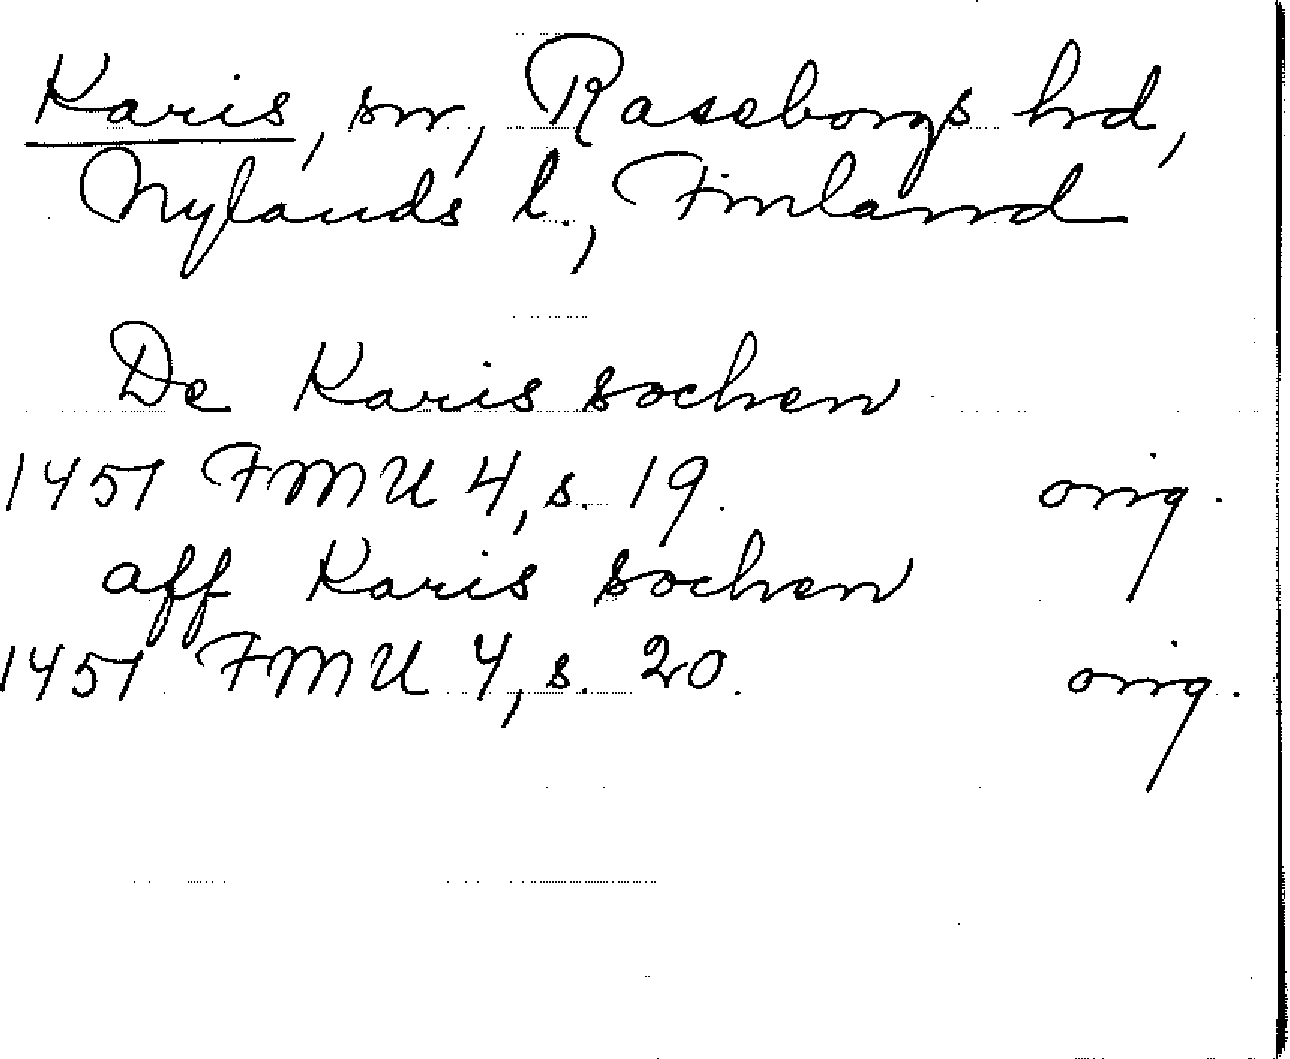 Karis, sn, Raseborgs hrd,
Nylands l., Finland
De Karis sochen
1451 FMU 4, s. 19. orig.
aff Karis sochen
1451 FMU 4, s. 20. orig.